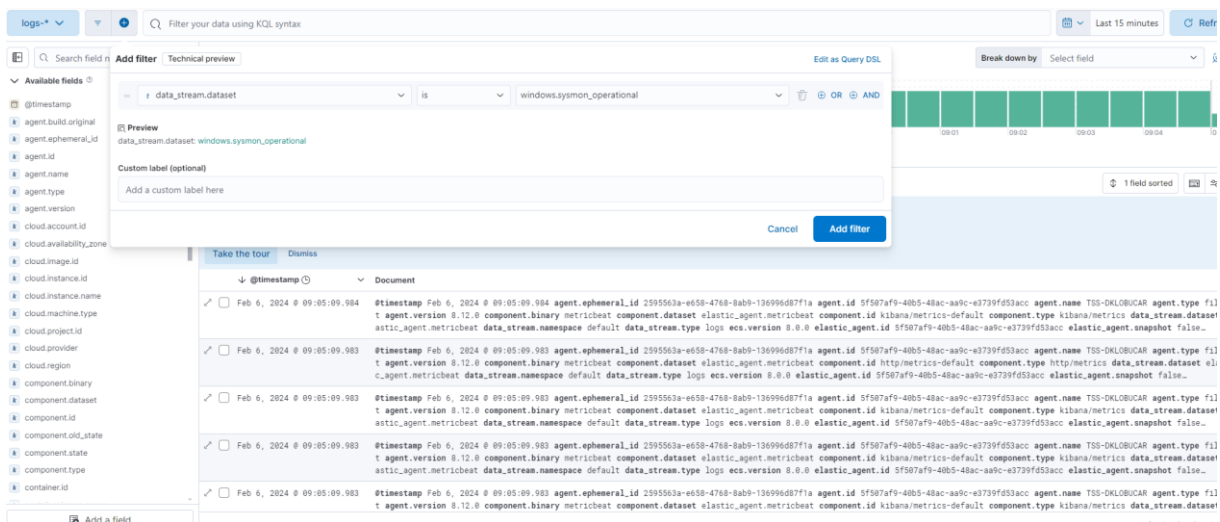 logs-*
Filter your data using KQL syntax
Last 15 minutes
Refr
Search field n
Add filter
Technical preview
Edit as Query DSL
Break down by
Select field
Available fields
data_stream.dataset
is
windows.sysmon_operational
OR
AND
Preview
data_stream.dataset: windows.sysmon_operational
Custom label (optional)
Add a custom label here
Cancel
Add filter
@timestamp
agent.build.original
agent.ephemeral_id
agent.id
agent.name
agent.type
agent.version
cloud.account.id
cloud.availability_zone
cloud.image.id
cloud.instance.id
cloud.instance.name
cloud.machine.type
cloud.project.id
cloud.provider
cloud.region
component.binary
component.dataset
component.id
component.old_state
component.state
component.type
container.id
Add a field
09:01
09:02
09:03
09:04
1 field sorted
Take the tour
Dismiss
@timestamp
Document
Feb 6, 2024 @ 09:05:09.984
@timestamp Feb 6, 2024 @ 09:05:09.984 agent.ephemeral_id 2595563a-e658-4768-8ab9-136996d87f1a agent.id 5f507af9-40b5-48ac-aa9c-e3739fd53acc agent.name TSS-DKLOBUCAR agent.type fil
t agent.version 8.12.0 component.binary metricbeat component.dataset elastic_agent.metricbeat component.id kibana/metrics-default component.type kibana/metrics data_stream.dataset
astic_agent.metricbeat data_stream.namespace default data_stream.type logs ecs.version 8.0.0 elastic_agent.id 5f507af9-40b5-48ac-aa9c-e3739fd53acc elastic_agent.snapshot false…
Feb 6, 2024 @ 09:05:09.983
@timestamp Feb 6, 2024 @ 09:05:09.983 agent.ephemeral_id 2595563a-e658-4768-8ab9-136996d87f1a agent.id 5f507af9-40b5-48ac-aa9c-e3739fd53acc agent.name TSS-DKLOBUCAR agent.type fil
t agent.version 8.12.0 component.binary metricbeat component.dataset elastic_agent.metricbeat component.id http/metrics-default component.type http/metrics data_stream.dataset ela
c_agent.metricbeat data_stream.namespace default data_stream.type logs ecs.version 8.0.0 elastic_agent.id 5f507af9-40b5-48ac-aa9c-e3739fd53acc elastic_agent.snapshot false…
Feb 6, 2024 @ 09:05:09.983
@timestamp Feb 6, 2024 @ 09:05:09.983 agent.ephemeral_id 2595563a-e658-4768-8ab9-136996d87f1a agent.id 5f507af9-40b5-48ac-aa9c-e3739fd53acc agent.name TSS-DKLOBUCAR agent.type fil
t agent.version 8.12.0 component.binary metricbeat component.dataset elastic_agent.metricbeat component.id kibana/metrics-default component.type kibana/metrics data_stream.dataset
astic_agent.metricbeat data_stream.namespace default data_stream.type logs ecs.version 8.0.0 elastic_agent.id 5f507af9-40b5-48ac-aa9c-e3739fd53acc elastic_agent.snapshot false…
Feb 6, 2024 @ 09:05:09.983
@timestamp Feb 6, 2024 @ 09:05:09.983 agent.ephemeral_id 2595563a-e658-4768-8ab9-136996d87f1a agent.id 5f507af9-40b5-48ac-aa9c-e3739fd53acc agent.name TSS-DKLOBUCAR agent.type fil
t agent.version 8.12.0 component.binary metricbeat component.dataset elastic_agent.metricbeat component.id kibana/metrics-default component.type kibana/metrics data_stream.dataset
astic_agent.metricbeat data_stream.namespace default data_stream.type logs ecs.version 8.0.0 elastic_agent.id 5f507af9-40b5-48ac-aa9c-e3739fd53acc elastic_agent.snapshot false…
Feb 6, 2024 @ 09:05:09.983
@timestamp Feb 6, 2024 @ 09:05:09.983 agent.ephemeral_id 2595563a-e658-4768-8ab9-136996d87f1a agent.id 5f507af9-40b5-48ac-aa9c-e3739fd53acc agent.name TSS-DKLOBUCAR agent.type fil
t agent.version 8.12.0 component.binary metricbeat component.dataset elastic_agent.metricbeat component.id kibana/metrics-default component.type kibana/metrics data_stream.dataset